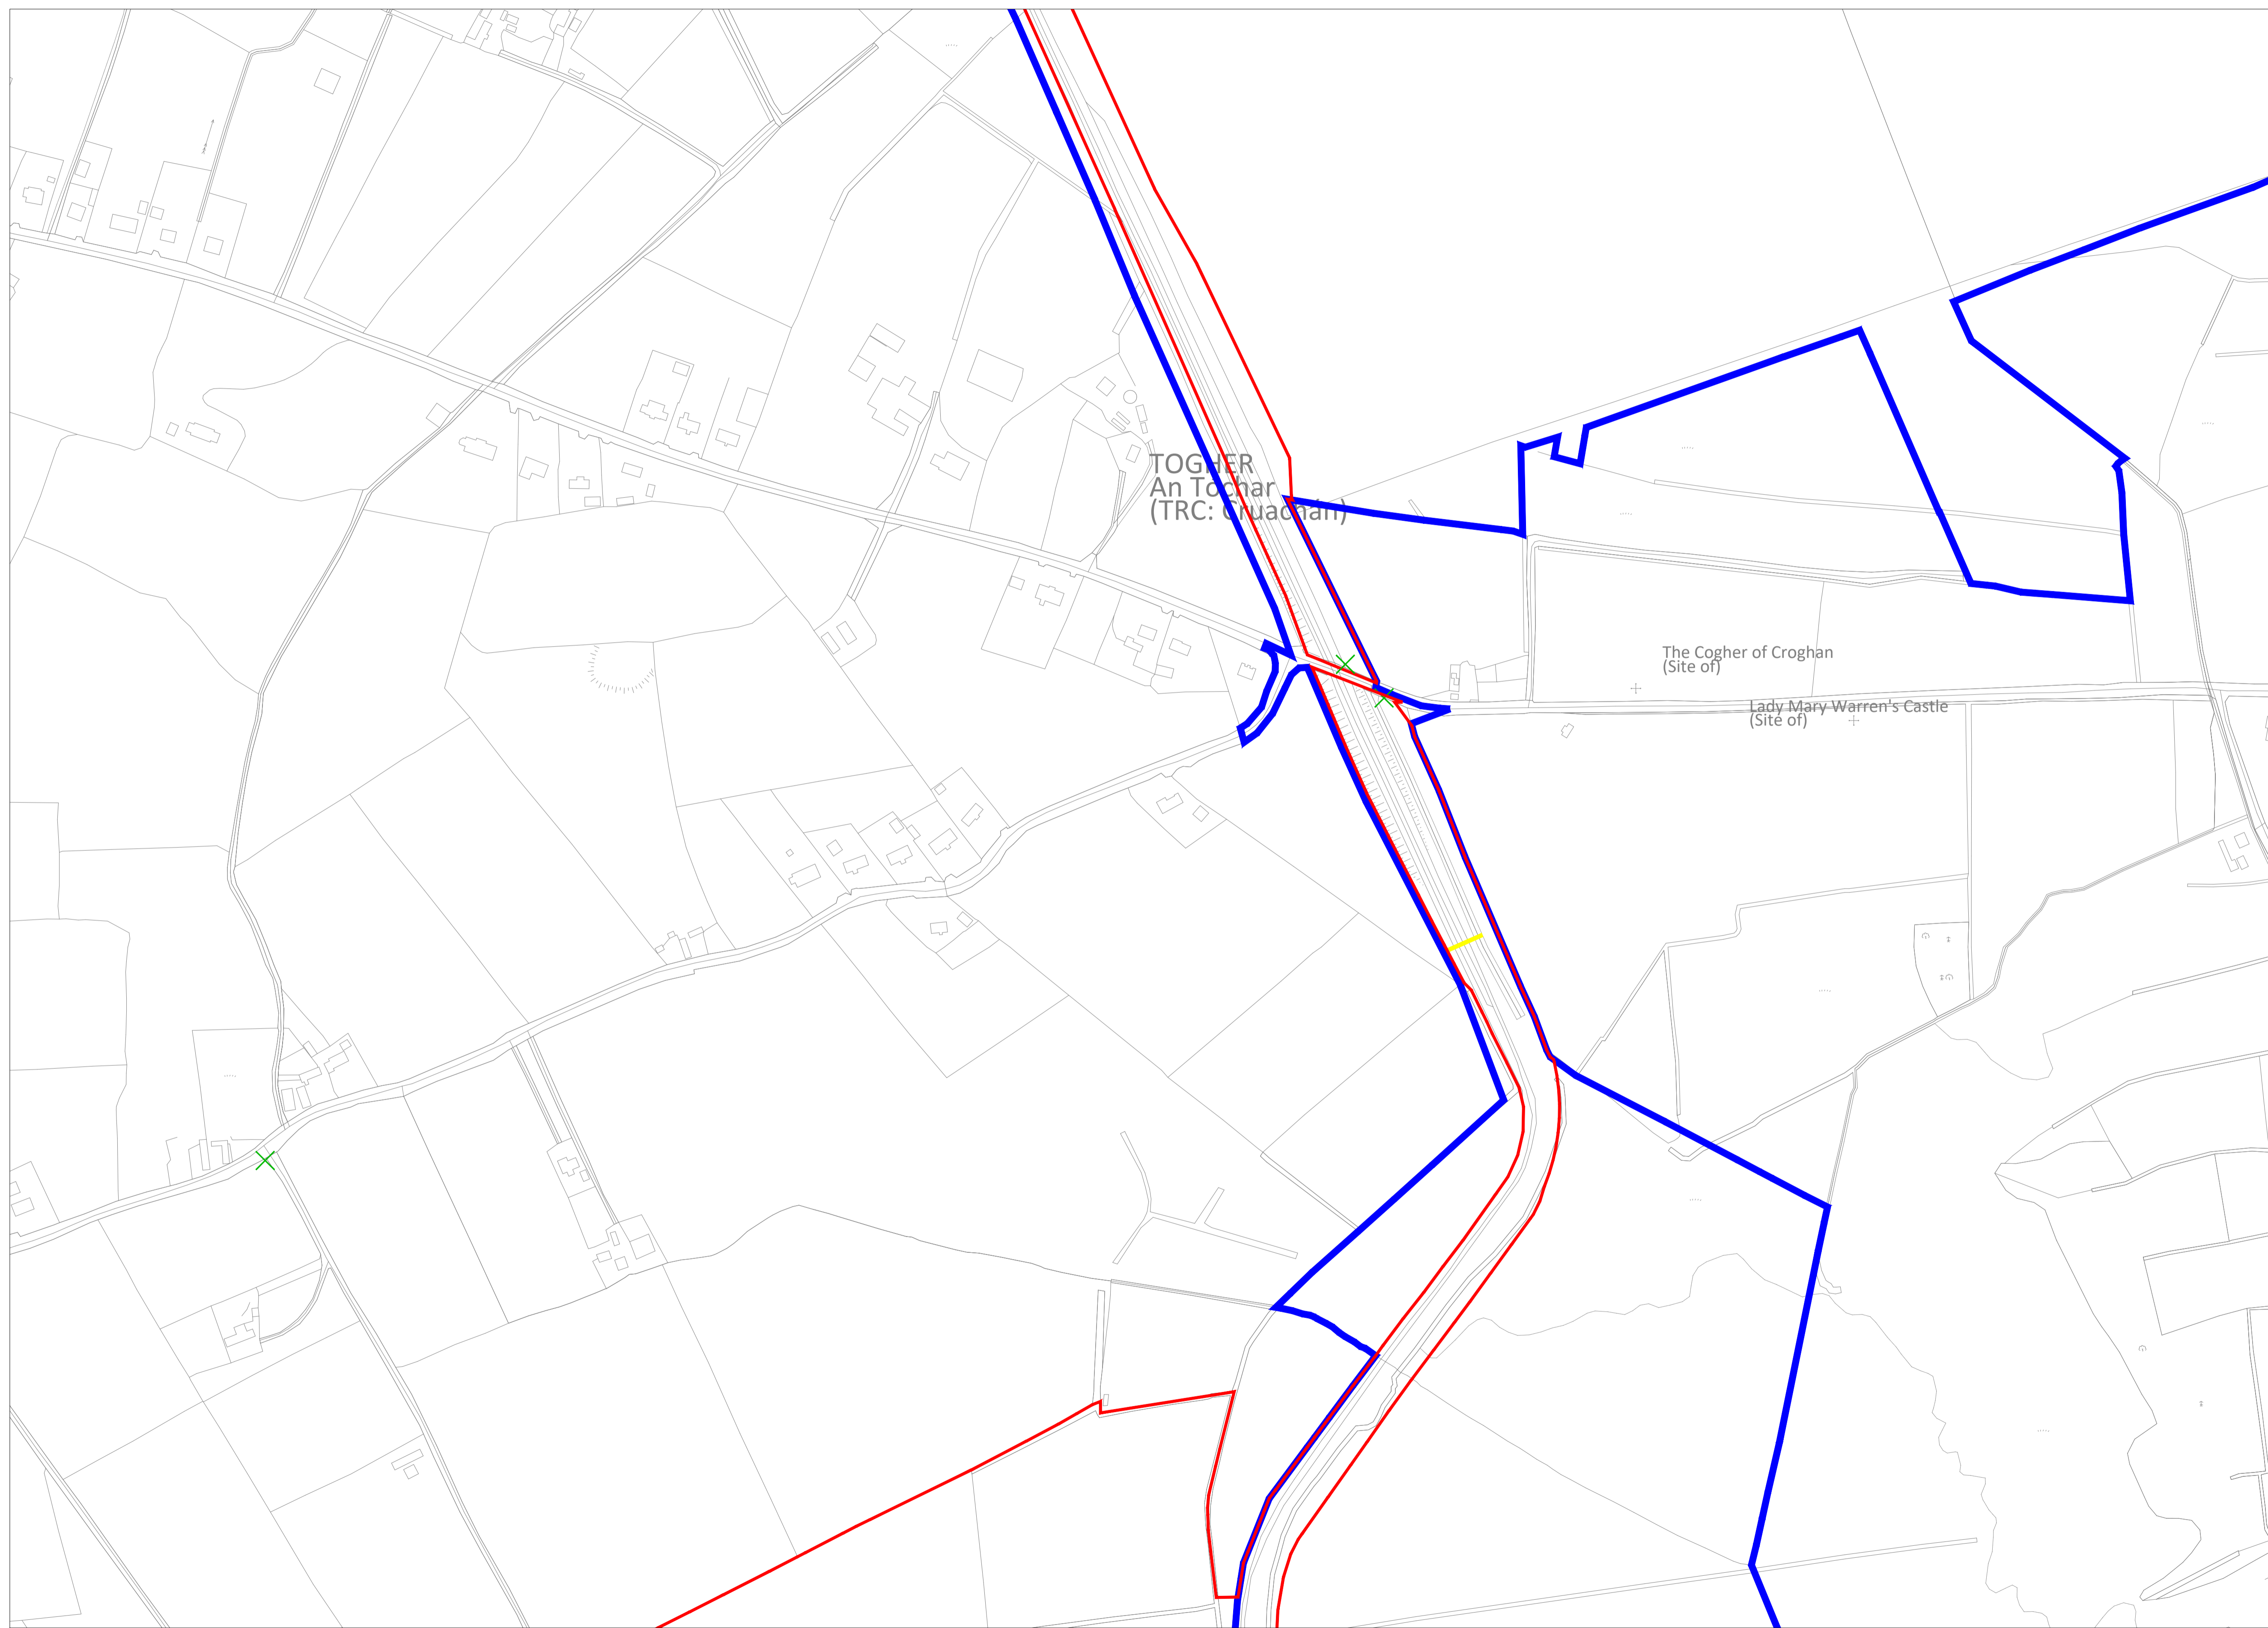 TOGHER
An Tochar
(TRC: Cruachán)
The Cogher of Croghan
(Site of)
Lady Mary Warren's Castle
(Site of)